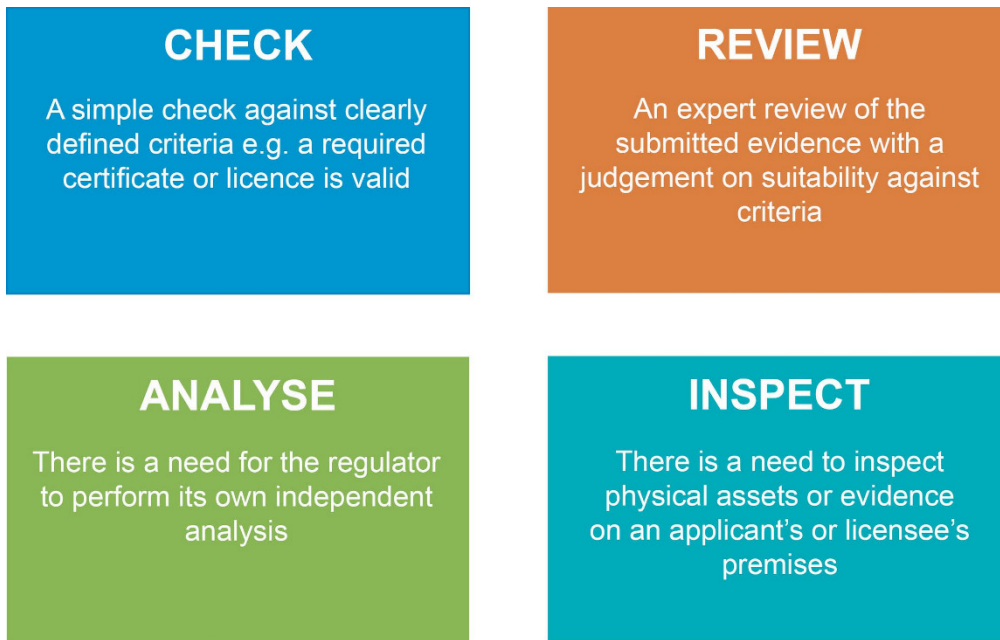 CHECK
A simple check against clearly
defined criteria e.g. a required
certificate or licence is valid
REVIEW
An expert review of the
submitted evidence with a
judgement on suitability against
criteria
ANALYSE
There is a need for the regulator
to perform its own independent
analysis
INSPECT
There is a need to inspect
physical assets or evidence
on an applicant’s or licensee’s
premises